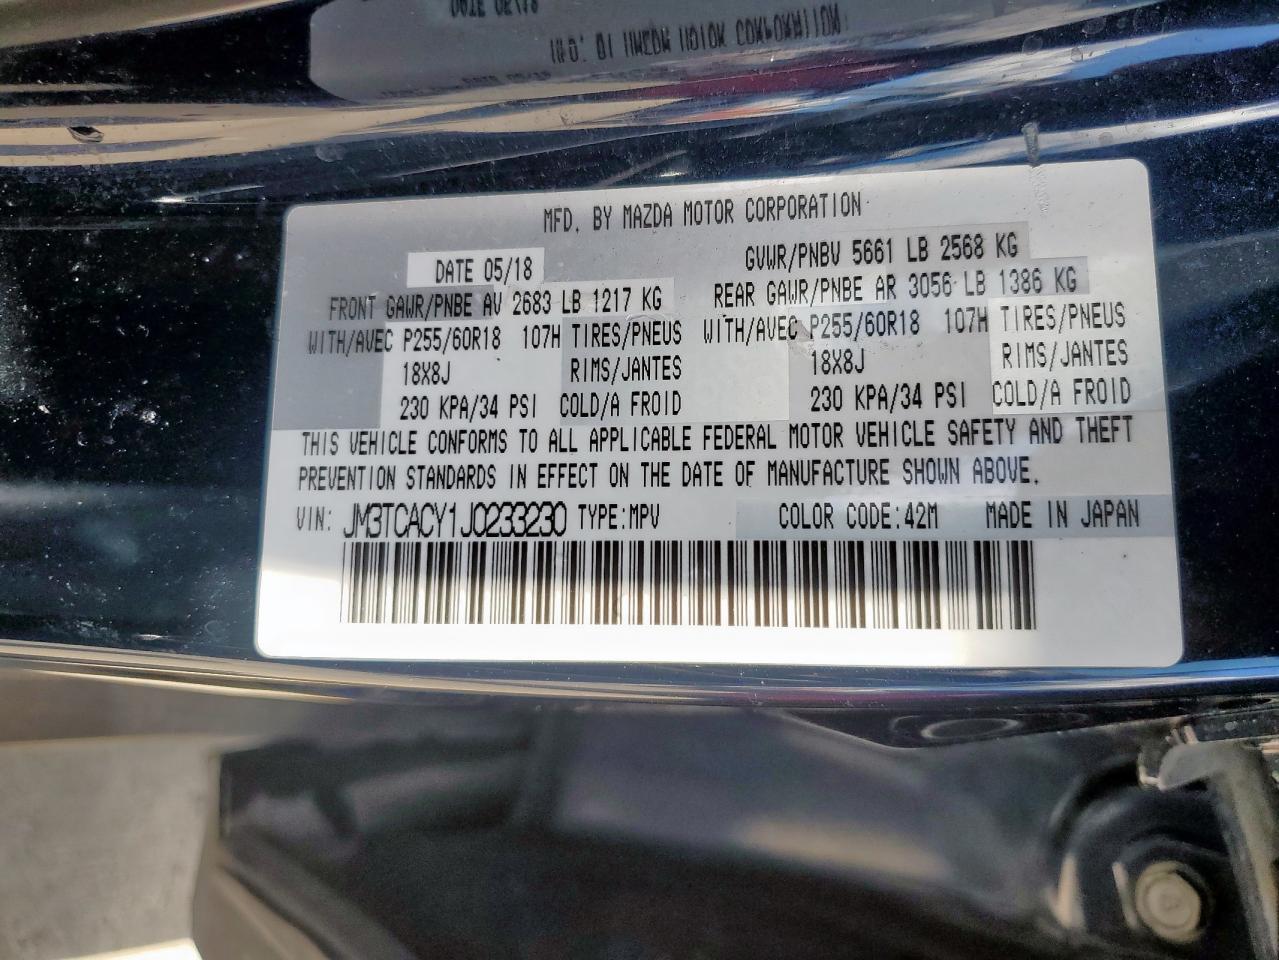 MFD. BY MAZDA MOTOR CORPORATION
DATE 05/18 GVWR/PNBV 5661 LB 2568 KG
FRONT GAWR/PNBE AV 2683 LB 1217 KG REAR GAWR/PNBE AR 3056 LB 1386 KG
WITH/AVEC P255/60R18 107H TIRES/PNEUS WITH/AVEC P255/60R18 107H TIRES/PNEUS
18X8J RIMS/JANTES 18X8J RIMS/JANTES
230 KPA/34 PSI COLD/A FROID 230 KPA/34 PSI COLD/A FROID
THIS VEHICLE CONFORMS TO ALL APPLICABLE FEDERAL MOTOR VEHICLE SAFETY AND THEFT
PREVENTION STANDARDS IN EFFECT ON THE DATE OF MANUFACTURE SHOWN ABOVE.
VIN: JM3TCACY1J0233230 TYPE:MPV COLOR CODE:42M MADE IN JAPAN